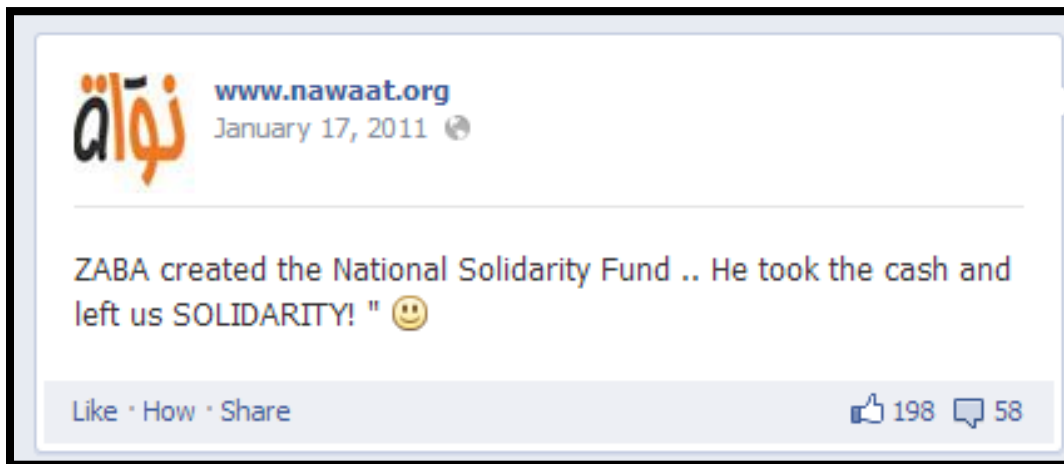 نواة
www.nawaat.org
January 17, 2011
ZABA created the National Solidarity Fund .. He took the cash and
left us SOLIDARITY! "
Like · How · Share
198 58